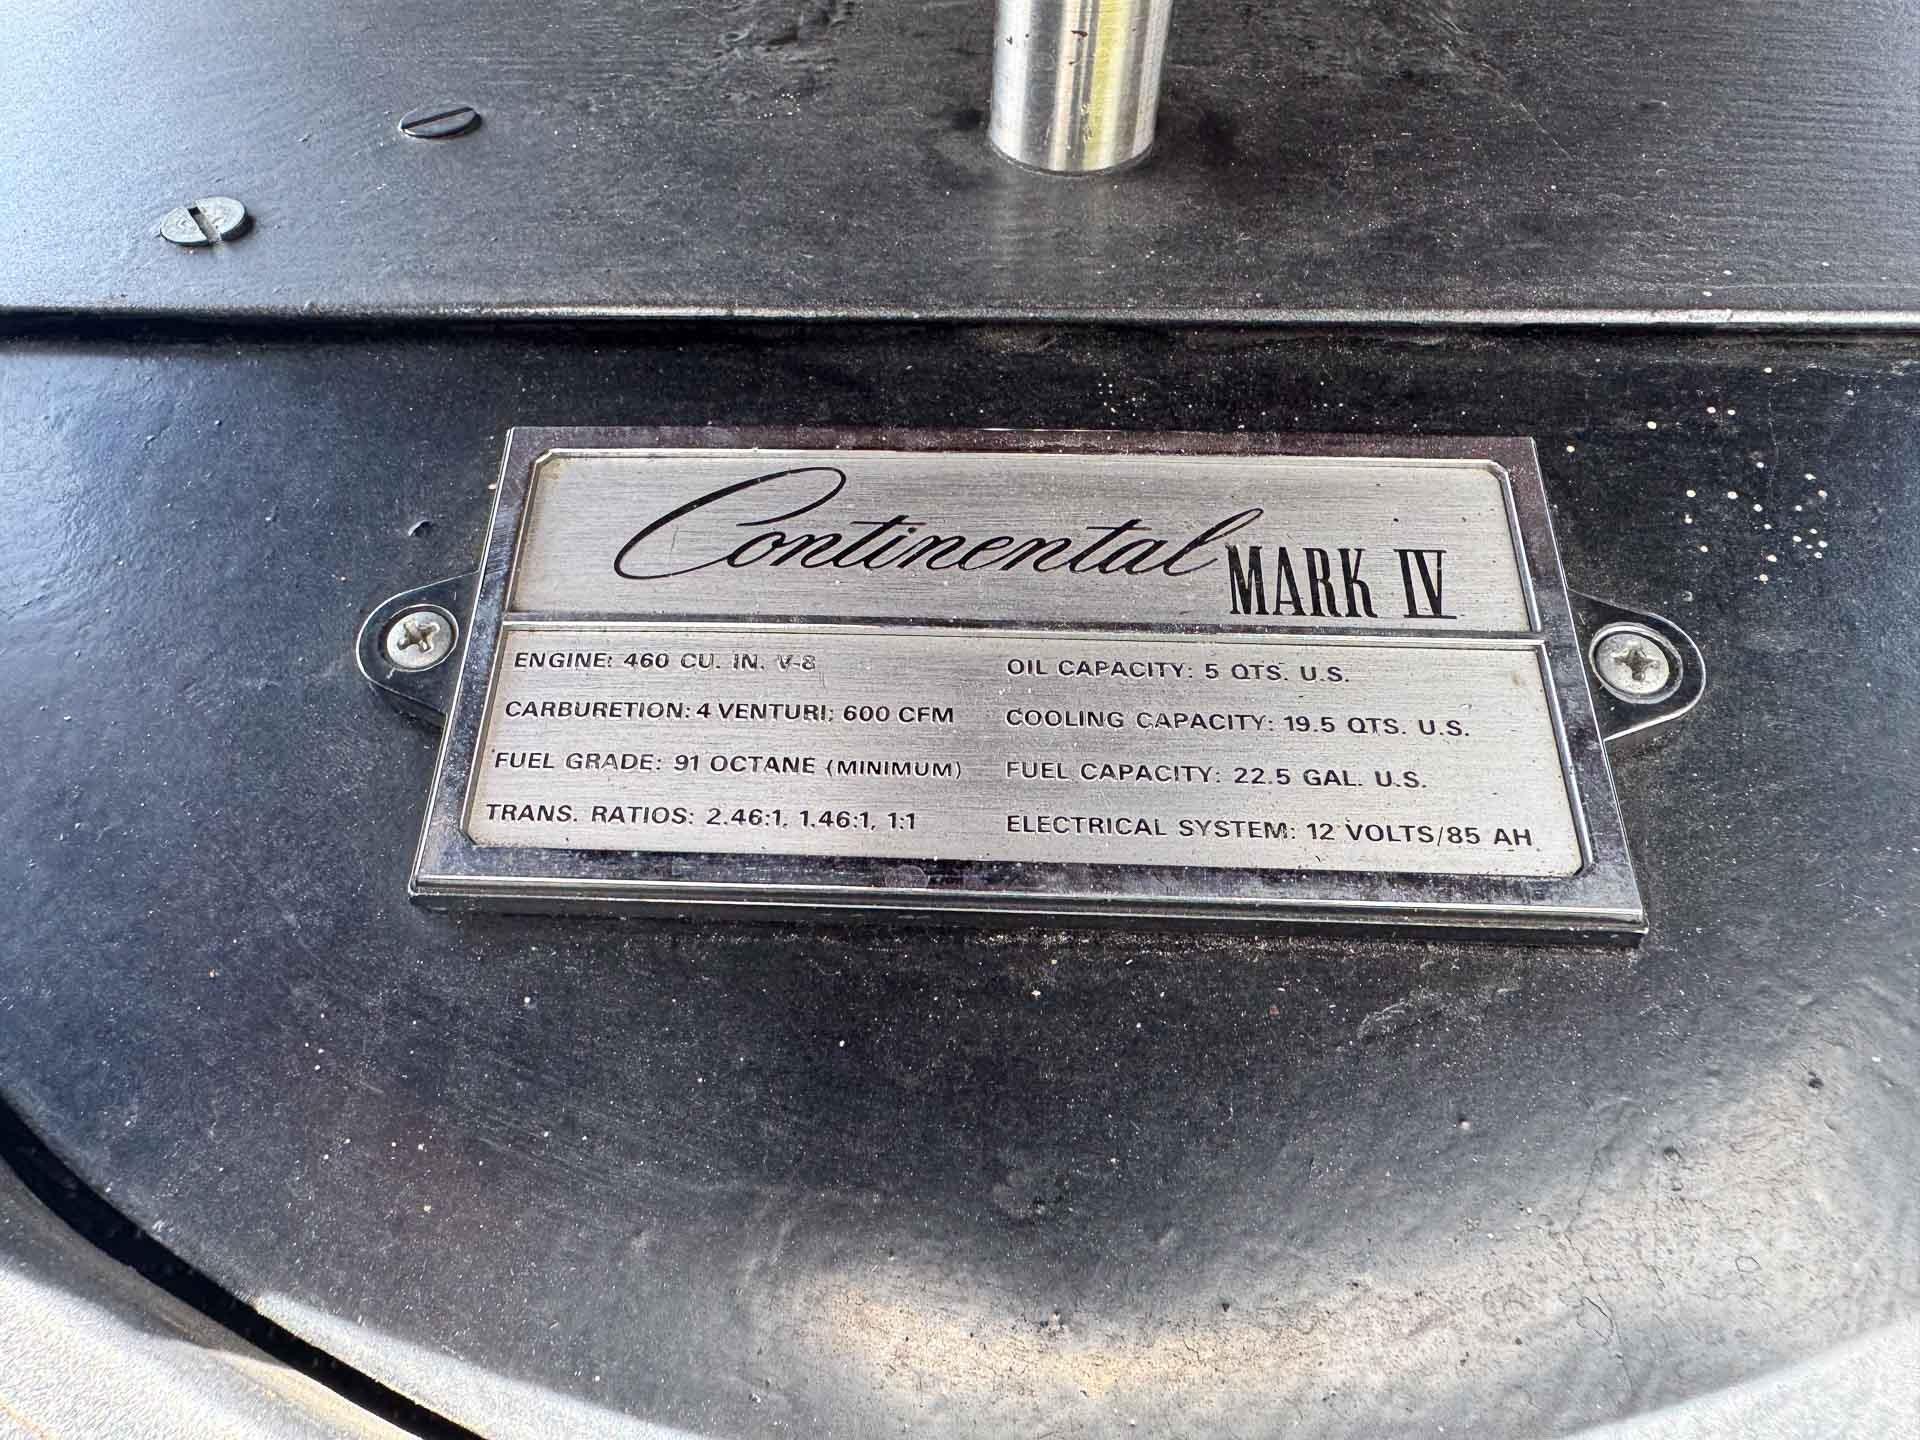 Continental MARK IV
ENGINE: 460 CU. IN. V-8
CARBURETION: 4 VENTURI; 600 CFM
FUEL GRADE: 91 OCTANE (MINIMUM)
TRANS. RATIOS: 2.46:1, 1.46:1, 1:1
OIL CAPACITY: 5 QTS. U.S.
COOLING CAPACITY: 19.5 QTS. U.S.
FUEL CAPACITY: 22.5 GAL. U.S.
ELECTRICAL SYSTEM: 12 VOLTS/85 AH